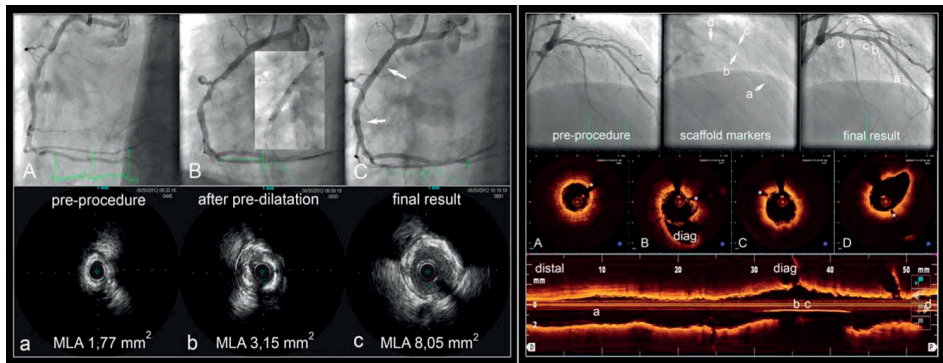 A
B
C
pre-procedure
after pre-dilatation
final result
a
MLA 1,77 mm²
b
MLA 3,15 mm²
c
MLA 8,05 mm²
d
c
b
a
pre-procedure
scaffold markers
d
c
b
a
final result
A
B
diag
C
D
distal
diag
mm
10
20
30
40
50
mm
a
b c
d
D
P